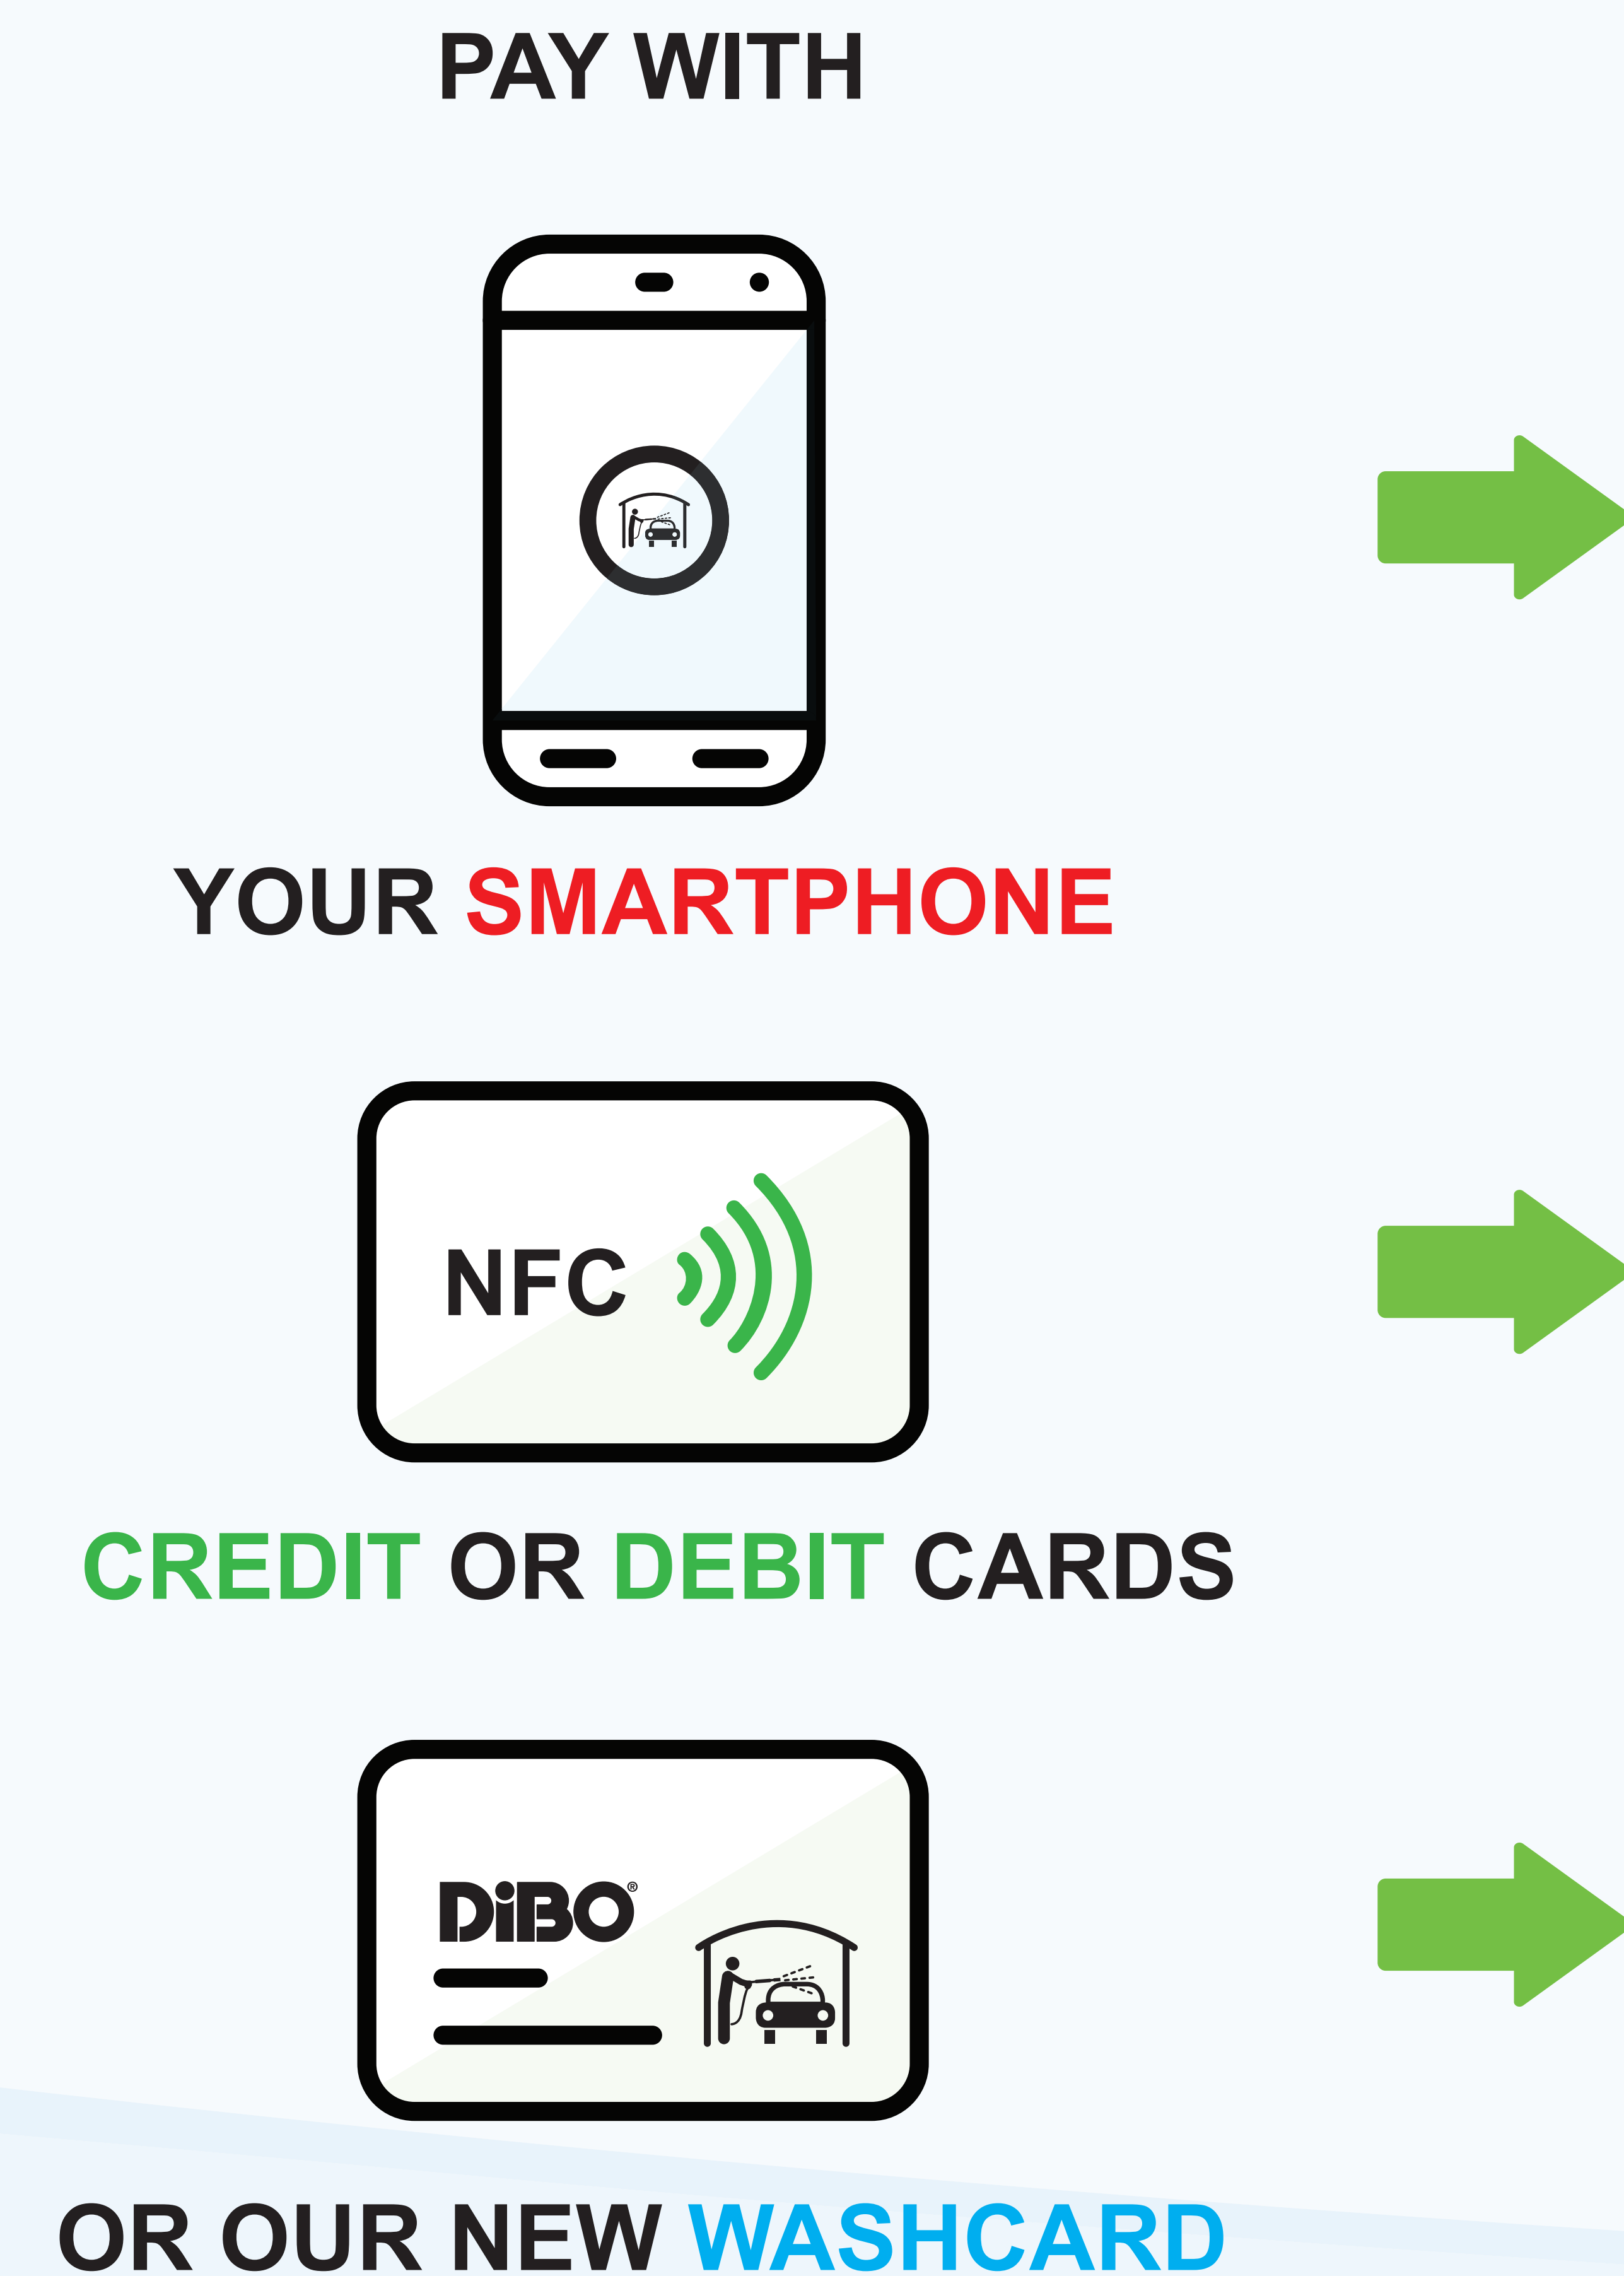 PAY WITH
YOUR SMARTPHONE
NFC
CREDIT OR DEBIT CARDS
DiBO®
OR OUR NEW WASHCARD